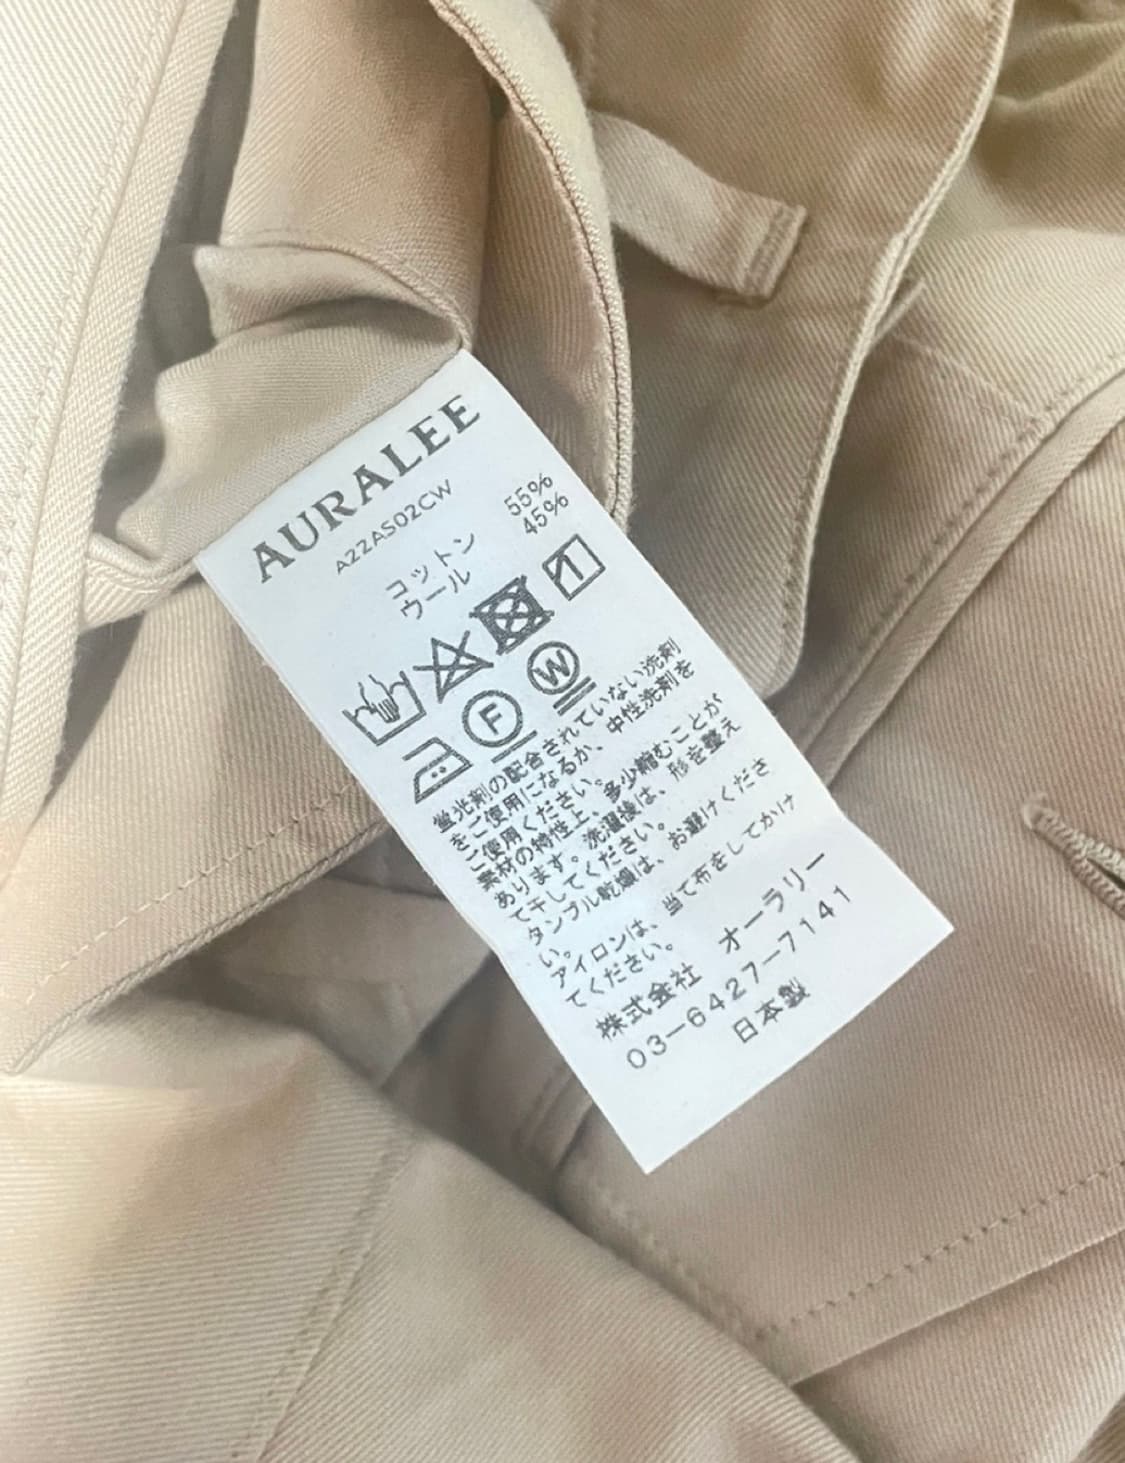 AURALEE
A22AS02CW
コットン 55%
ウール 45%
F W
蛍光剤の配合されていない洗剤
をご使用になるか、中性洗剤を
ご使用ください。
素材の特性上、多少縮むことが
あります。洗濯後は、形を整え
て干してください。
タンブル乾燥は、お避けくださ
い。
アイロンは、当て布をしてかけ
てください。
株式会社 オーラリー
03-6427-7141
日本製